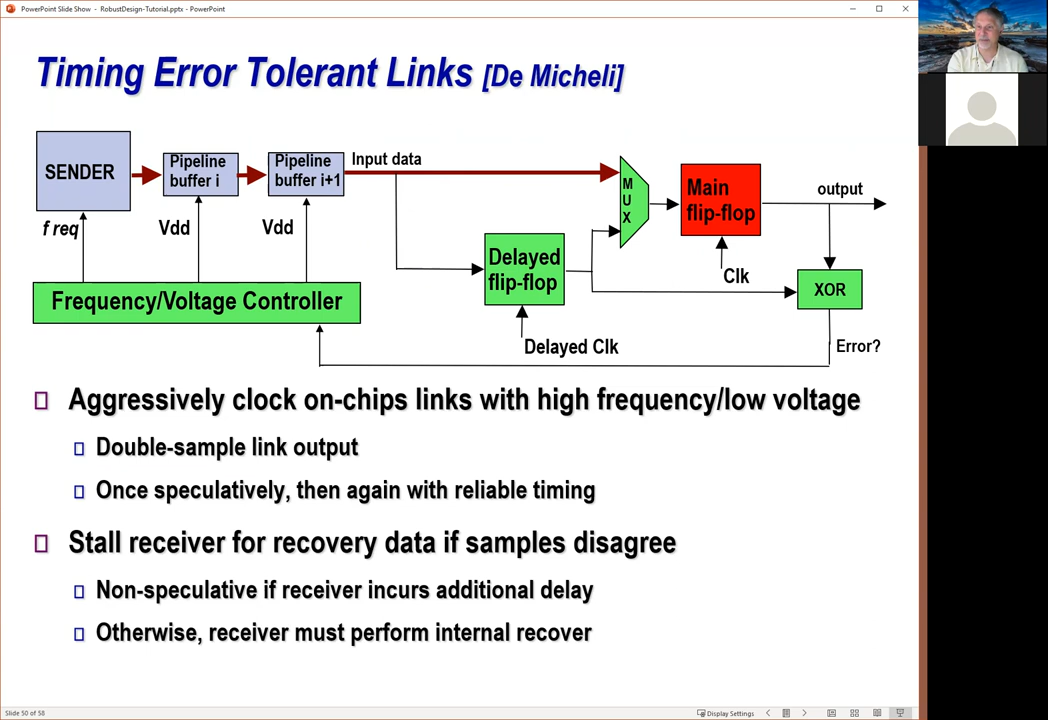 PowerPoint Slide Show - RobustDesign-Tutorial.pptx - PowerPoint
Timing Error Tolerant Links [De Micheli]
SENDER
Pipeline
buffer i
Pipeline
buffer i+1
Input data
M
U
X
Main
flip-flop
output
f req
Vdd
Vdd
Delayed
flip-flop
Clk
XOR
Frequency/Voltage Controller
Delayed Clk
Error?
Aggressively clock on-chips links with high frequency/low voltage
Double-sample link output
Once speculatively, then again with reliable timing
Stall receiver for recovery data if samples disagree
Non-speculative if receiver incurs additional delay
Otherwise, receiver must perform internal recover
Slide 50 of 58
Display Settings